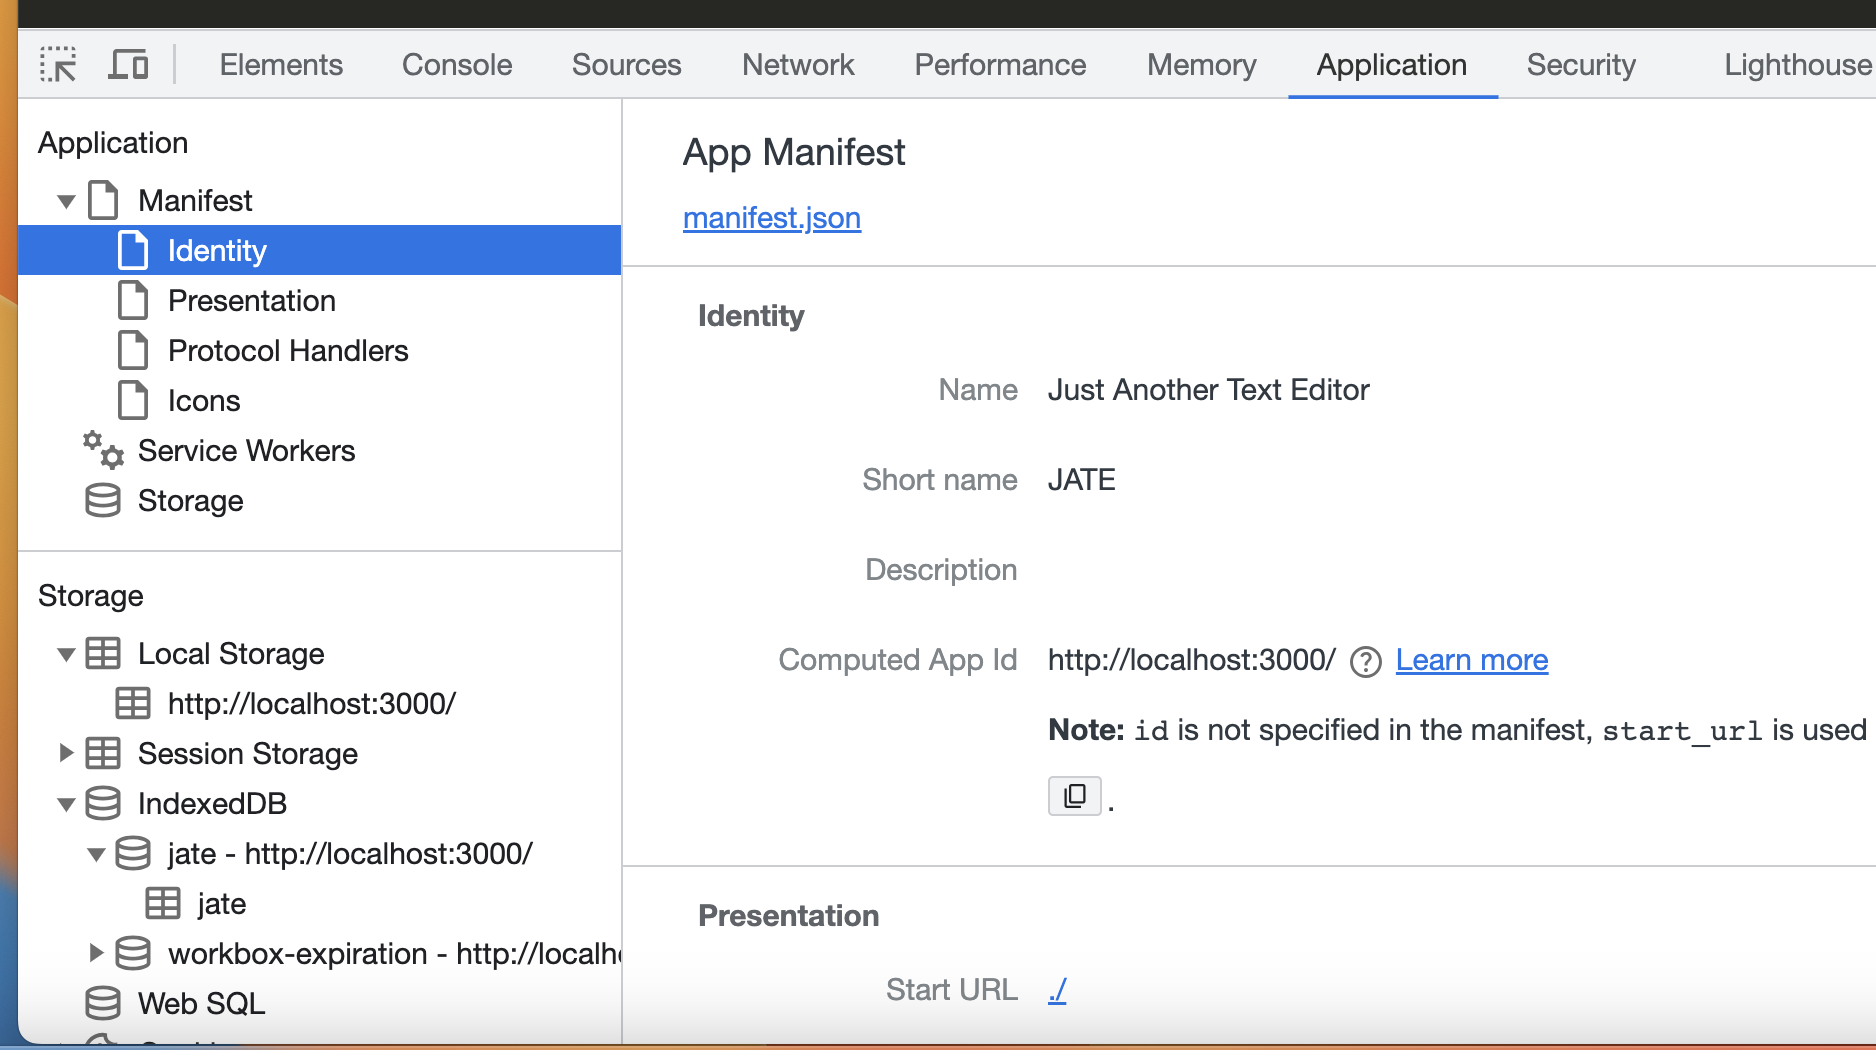 Elements Console Sources Network Performance Memory Application Security Lighthouse
Application
Manifest
Identity
Presentation
Protocol Handlers
Icons
Service Workers
Storage
Storage
Local Storage
http://localhost:3000/
Session Storage
IndexedDB
jate - http://localhost:3000/
jate
workbox-expiration - http://localh
Web SQL
App Manifest
manifest.json
Identity
Name Just Another Text Editor
Short name JATE
Description
Computed App Id http://localhost:3000/ ? Learn more
Note: id is not specified in the manifest, start_url is used
.
Presentation
Start URL ./